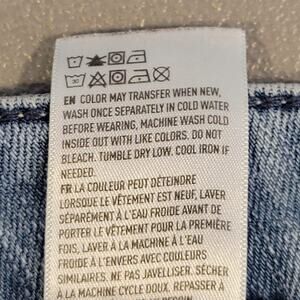 EN COLOR MAY TRANSFER WHEN NEW,
WASH ONCE SEPARATELY IN COLD WATER
BEFORE WEARING, MACHINE WASH COLD
INSIDE OUT WITH LIKE COLORS. DO NOT
BLEACH. TUMBLE DRY LOW. COOL IRON IF
NEEDED.
FR LA COULEUR PEUT DÉTEINDRE
LORSQUE LE VÊTEMENT EST NEUF, LAVER
SÉPARÉMENT À L'EAU FROIDE AVANT DE
PORTER LE VÊTEMENT POUR LA PREMIÈRE
FOIS, LAVER À LA MACHINE À L'EAU
FROIDE À L'ENVERS AVEC COULEURS
SIMILAIRES. NE PAS JAVELLISER. SÉCHER
À LA MACHINE À DOUX, REPASSER À